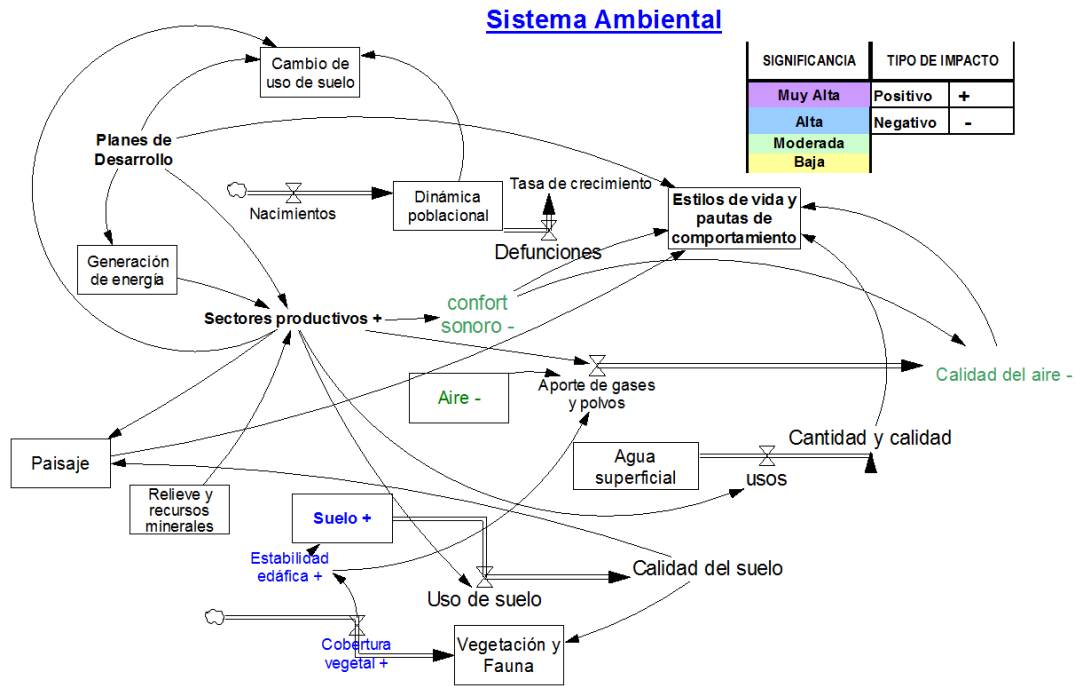 Sistema Ambiental
SIGNIFICANCIA
TIPO DE IMPACTO
Muy Alta
Positivo
+
Alta
Negativo
-
Moderada
Baja
Cambio de
uso de suelo
Planes de
Desarrollo
Nacimientos
Dinámica
poblacional
Tasa de crecimiento
Defunciones
Estilos de vida y
pautas de
comportamiento
Generación
de energía
Sectores productivos +
confort
sonoro -
Aire -
Aporte de gases
y polvos
Calidad del aire -
Paisaje
Relieve y
recursos
minerales
Agua
superficial
usos
Cantidad y calidad
Suelo +
Estabilidad
edáfica +
Uso de suelo
Calidad del suelo
Cobertura
vegetal +
Vegetación y
Fauna